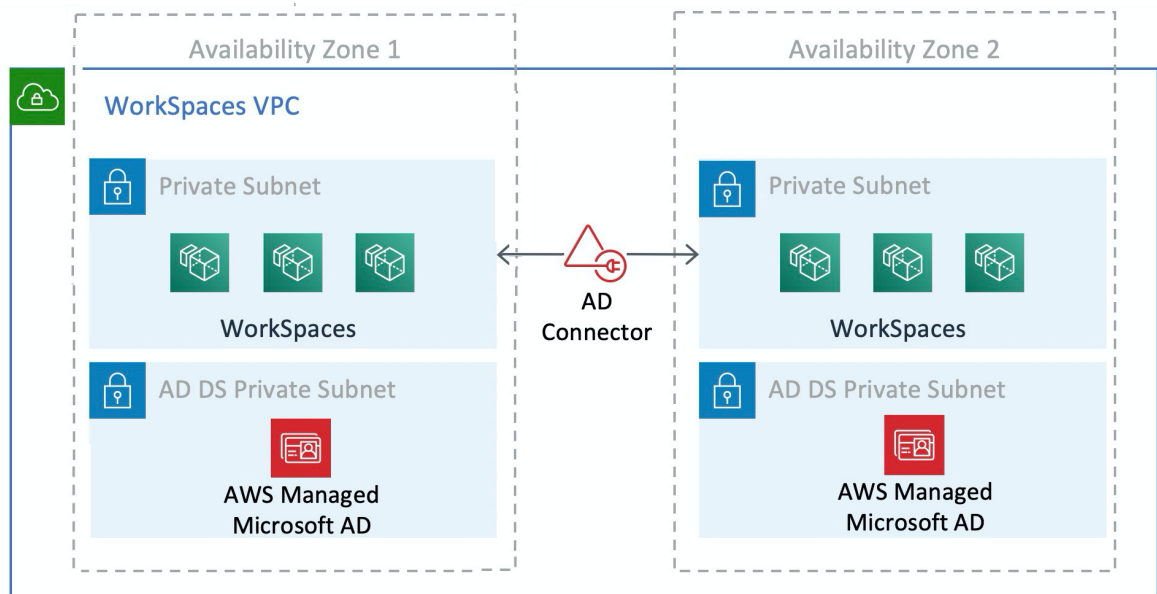 Availability Zone 1
Availability Zone 2
WorkSpaces VPC
Private Subnet
WorkSpaces
AD
Connector
Private Subnet
WorkSpaces
AD DS Private Subnet
AWS Managed
Microsoft AD
AD DS Private Subnet
AWS Managed
Microsoft AD